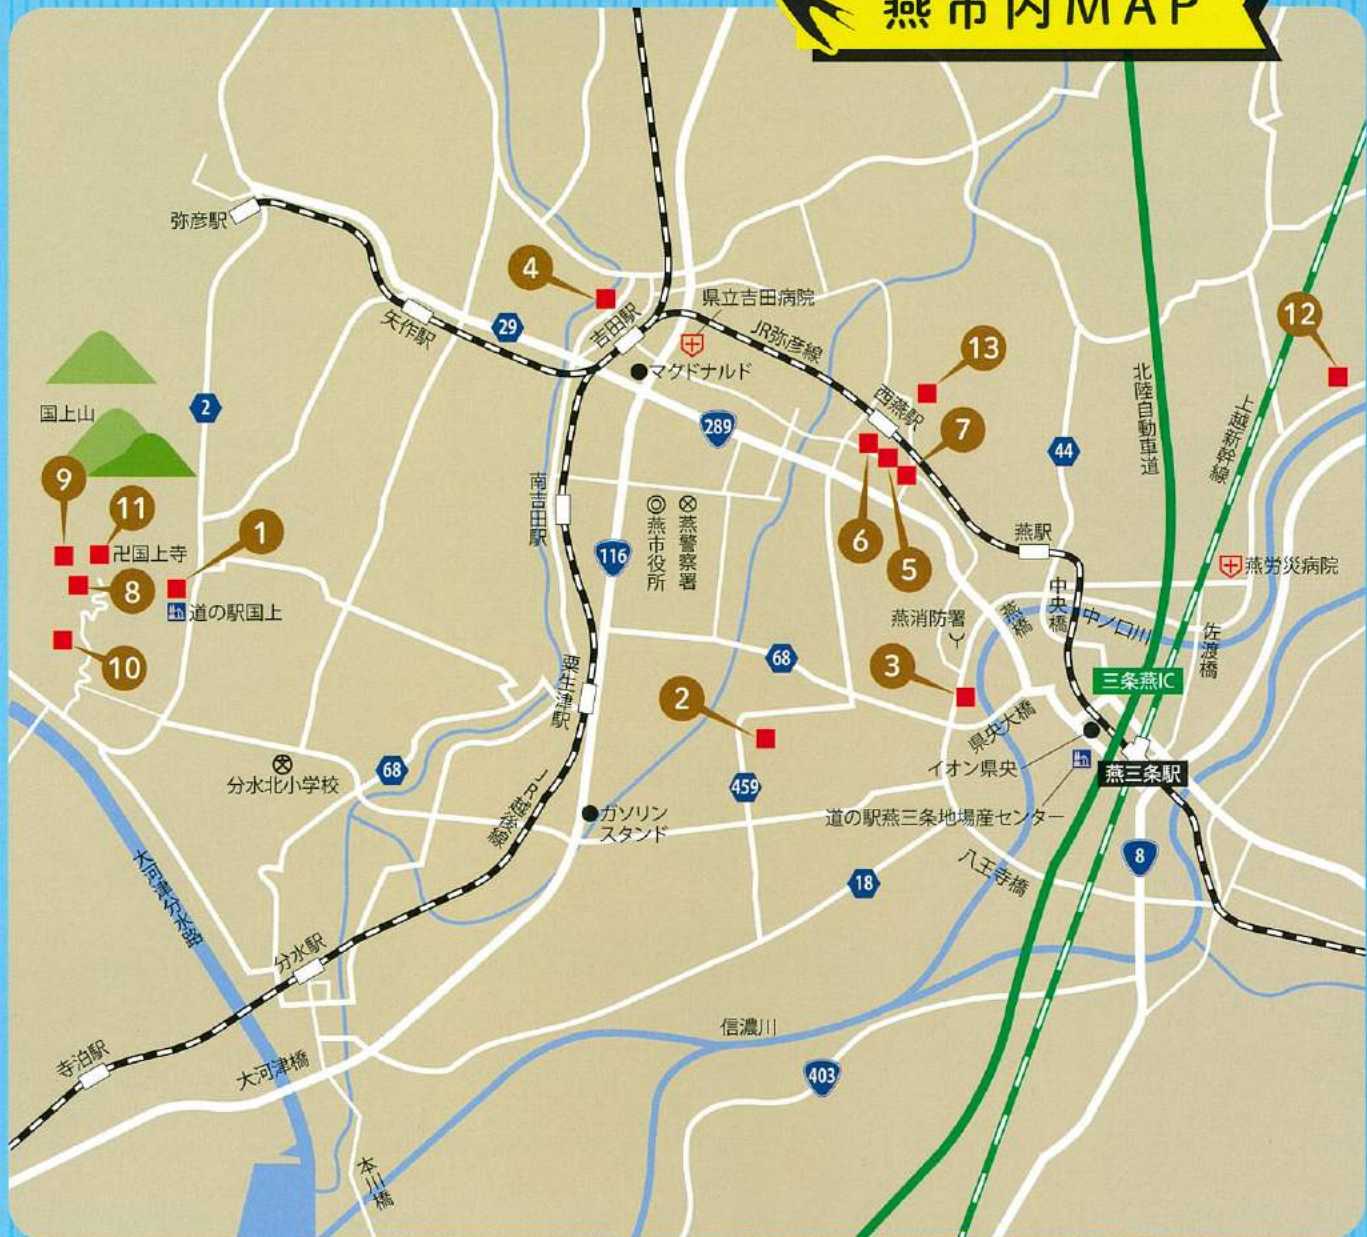 燕市内MAP
弥彦駅
4
県立吉田病院
12
吉田駅
29
矢作駅
JR弥彦線
13
マクドナルド
北陸自動車道
上越新幹線
2
国上山
西燕駅
289
7
44
9
南吉田駅
11
1
燕市役所
燕警察署
6
5
燕駅
116
卍国上寺
燕労災病院
8
道の駅国上
中央橋
燕橋
中ノ口川
燕消防署
佐渡橋
10
粟生津駅
68
2
3
三条燕IC
県央大橋
イオン県央
燕三条駅
分水北小学校
68
459
JR越後線
ガソリン
スタンド
道の駅燕三条地場産センター
8
八王寺橋
18
大河津分水路
分水駅
信濃川
寺泊駅
大河津橋
403
本川橋